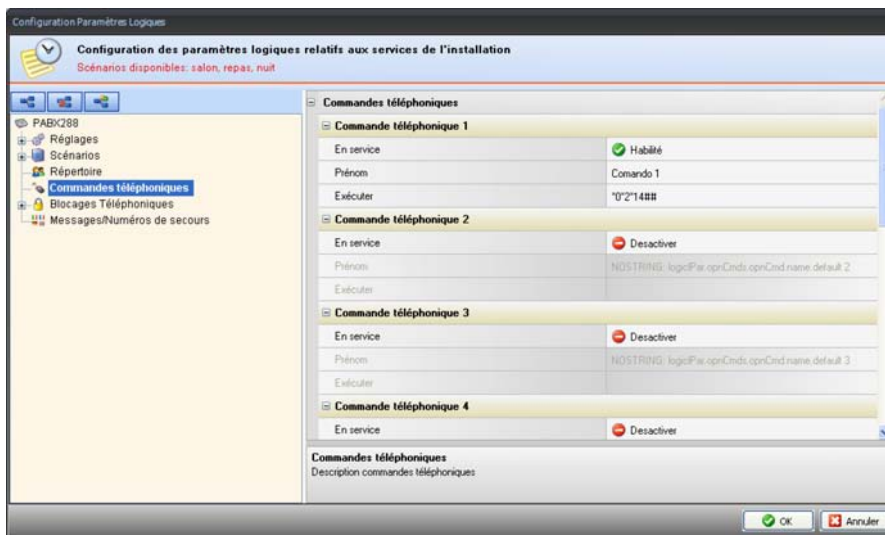 Configuration Paramètres Logiques
Configuration des paramètres logiques relatifs aux services de l'installation
Scénarios disponibles: salon, repas, nuit
PABX288
Réglages
Scénarios
Répertoire
Commandes téléphoniques
Blocages Téléphoniques
Messages/Numéros de secours
Commandes téléphoniques
Commande téléphonique 1
En service Habilité
Prénom Comando 1
Exécuter *0*2*14##
Commande téléphonique 2
En service Desactiver
Prénom NOSTRING: logicIPar.opnCmds.opnCmd.name.default 2
Exécuter
Commande téléphonique 3
En service Desactiver
Prénom NOSTRING: logicIPar.opnCmds.opnCmd.name.default 3
Exécuter
Commande téléphonique 4
En service Desactiver
Commandes téléphoniques
Description commandes téléphoniques
OK Annuler